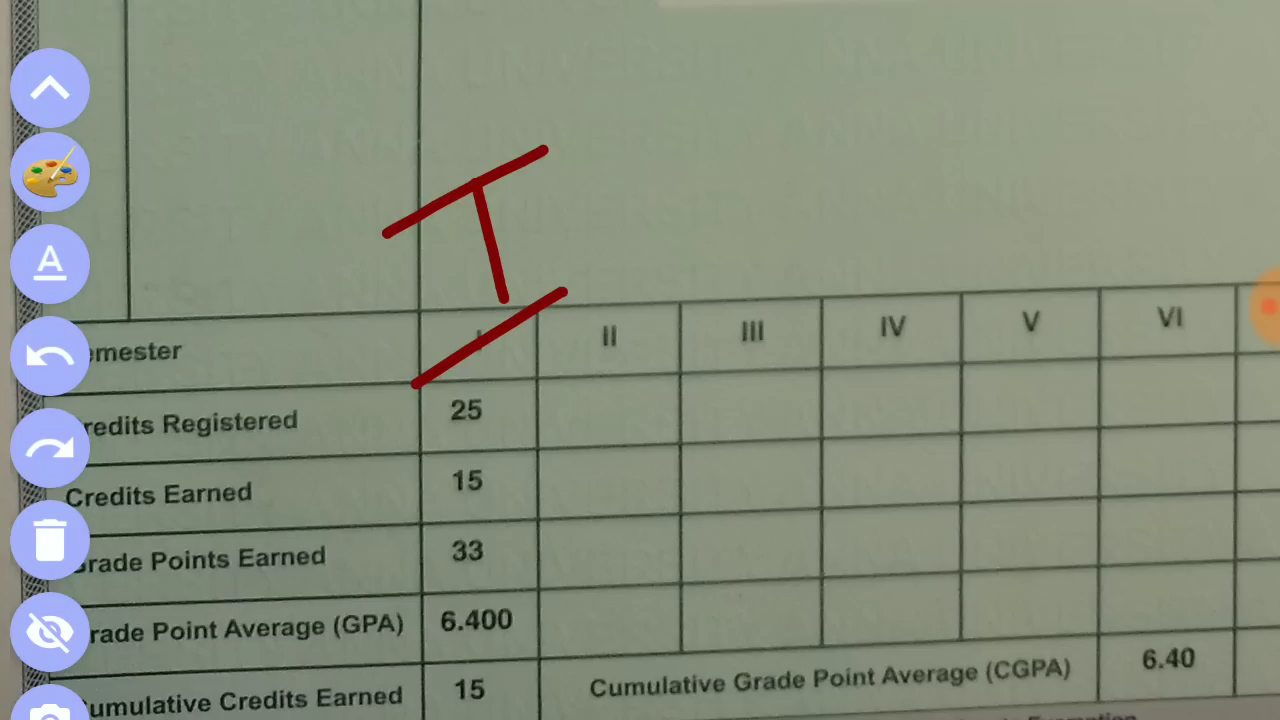 emester I II III IV V VI
redits Registered 25
Credits Earned 15
rade Points Earned 33
rade Point Average (GPA) 6.400
umulative Credits Earned 15 Cumulative Grade Point Average (CGPA) 6.40